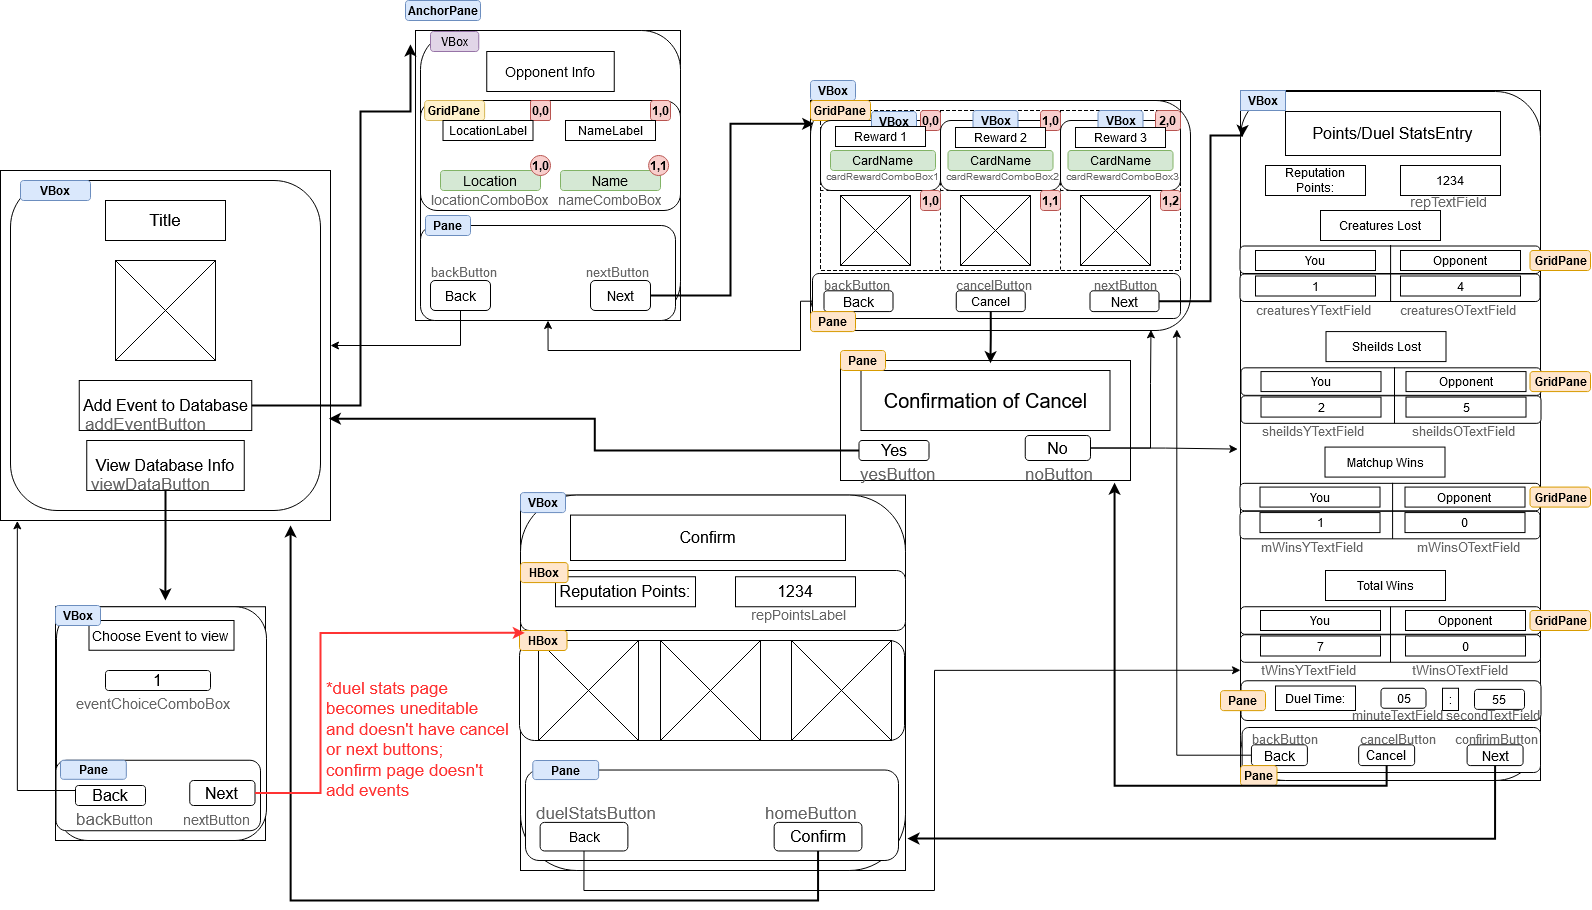 AnchorPane
VBox
Opponent Info
GridPane
0,0
1,0
LocationLabel
NameLabel
1,0
1,1
Location
Name
locationComboBox
nameComboBox
Pane
backButton
nextButton
Back
Next
VBox
Title
Add Event to Database
addEventButton
View Database Info
viewDataButton
VBox
GridPane
VBox
0,0
VBox
1,0
VBox
2,0
Reward 1
Reward 2
Reward 3
CardName
CardName
CardName
cardRewardComboBox1
cardRewardComboBox2
cardRewardComboBox3
1,0
1,1
1,2
backButton
cancelButton
nextButton
Back
Cancel
Next
Pane
Pane
Confirmation of Cancel
Yes
No
yesButton
noButton
VBox
Points/Duel StatsEntry
Reputation
Points:
1234
repTextField
Creatures Lost
You
Opponent
GridPane
1
4
creaturesYTextField
creaturesOTextField
Sheilds Lost
You
Opponent
GridPane
2
5
sheildsYTextField
sheildsOTextField
Matchup Wins
You
Opponent
GridPane
1
0
mWinsYTextField
mWinsOTextField
Total Wins
You
Opponent
GridPane
7
0
tWinsYTextField
tWinsOTextField
Pane
Duel Time:
05
:
55
minuteTextField
secondTextField
backButton
cancelButton
confirimButton
Back
Cancel
Next
Pane
VBox
Choose Event to view
1
eventChoiceComboBox
Pane
Back
Next
backButton
nextButton
*duel stats page
becomes uneditable
and doesn't have cancel
or next buttons;
confirm page doesn't
add events
VBox
Confirm
HBox
Reputation Points:
1234
repPointsLabel
HBox
Pane
duelStatsButton
homeButton
Back
Confirm